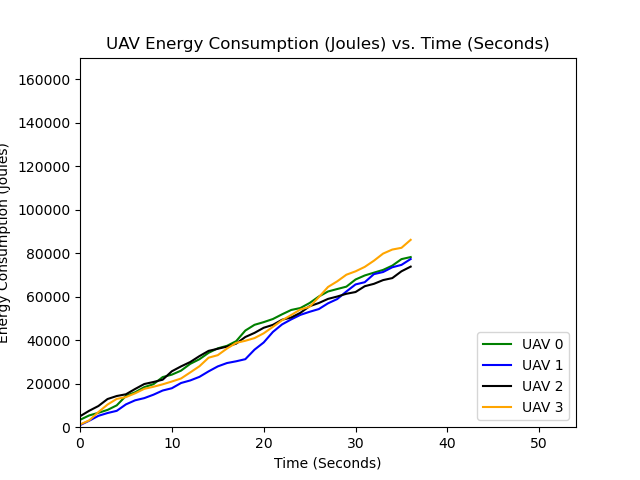 UAV Energy Consumption (Joules) vs. Time (Seconds)
Energy Consumption (Joules)
160000
140000
120000
100000
80000
60000
40000
20000
0
0 10 20 30 40 50
Time (Seconds)
UAV 0
UAV 1
UAV 2
UAV 3